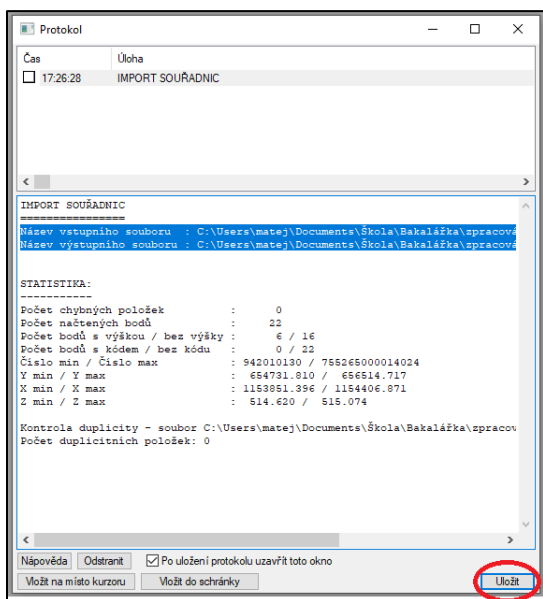 Protokol
Čas Úloha
17:26:28 IMPORT SOUŘADNIC
IMPORT SOUŘADNIC
================
Název vstupního souboru : C:\Users\matej\Documents\Škola\Bakalářka\zpracová
Název výstupního souboru : C:\Users\matej\Documents\Škola\Bakalářka\zpracová
STATISTIKA:
-----------
Počet chybných položek : 0
Počet načtených bodů : 22
Počet bodů s výškou / bez výšky : 6 / 16
Počet bodů s kódem / bez kódu : 0 / 22
Číslo min / Číslo max : 942010130 / 755265000014024
Y min / Y max : 654731.810 / 656514.717
X min / X max : 1153851.396 / 1154406.871
Z min / Z max : 514.620 / 515.074
Kontrola duplicity - soubor C:\Users\matej\Documents\Škola\Bakalářka\zpracov
Počet duplicitních položek: 0
Nápověda Odstranit Po uložení protokolu uzavřít toto okno
Vložit na místo kurzoru Vložit do schránky Uložit